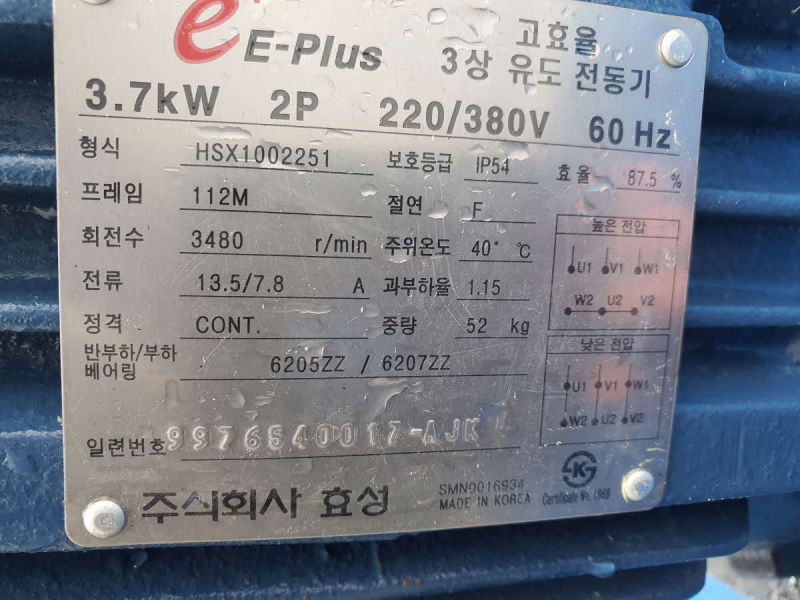 e E-Plus
고효율
3상 유도 전동기
3.7kW 2P 220/380V 60 Hz
형식 HSX1002251 보호등급 IP54 효율 87.5 %
프레임 112M 절연 F
회전수 3480 r/min 주위온도 40° ℃
전류 13.5/7.8 A 과부하율 1.15
정격 CONT. 중량 52 kg
반부하/부하
베어링 6205ZZ / 6207ZZ
높은 전압
U1 V1 W1
W2 U2 V2
낮은 전압
U1 V1 W1
W2 U2 V2
일련번호
주식회사 효성
SMN0016934
MADE IN KOREA
Certificate No.